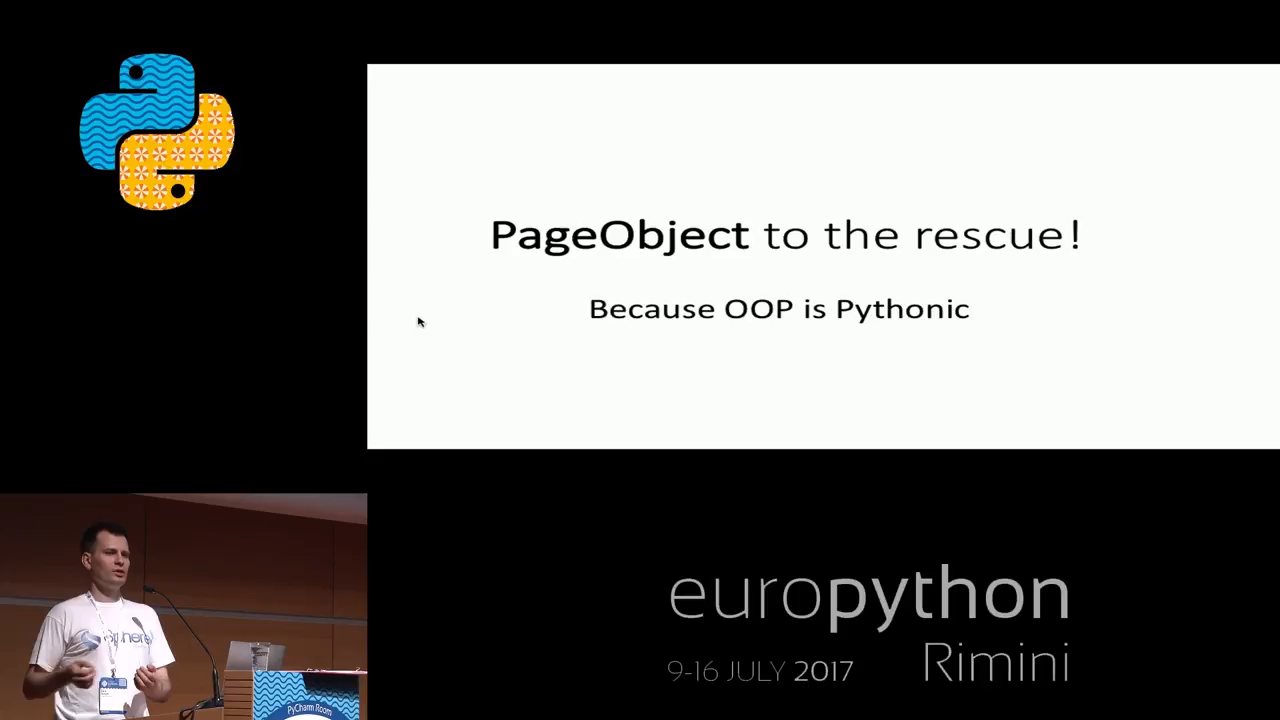 PageObject to the rescue!
Because OOP is Pythonic
europython
9-16 JULY 2017
Rimini
PyCharm Room